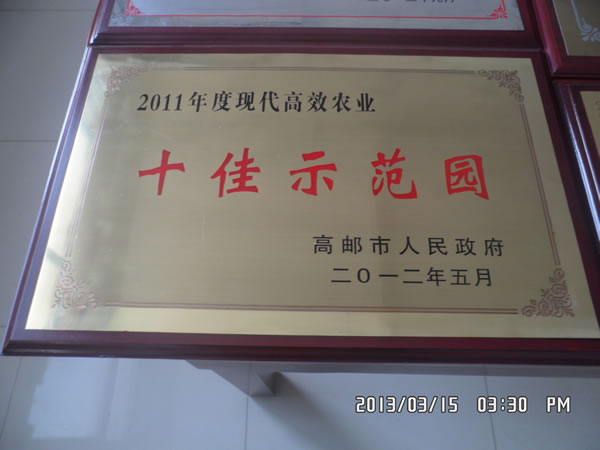 2011年度现代高效农业
十佳示范园
高邮市人民政府
二〇一二年五月
2013/03/15 03:30 PM